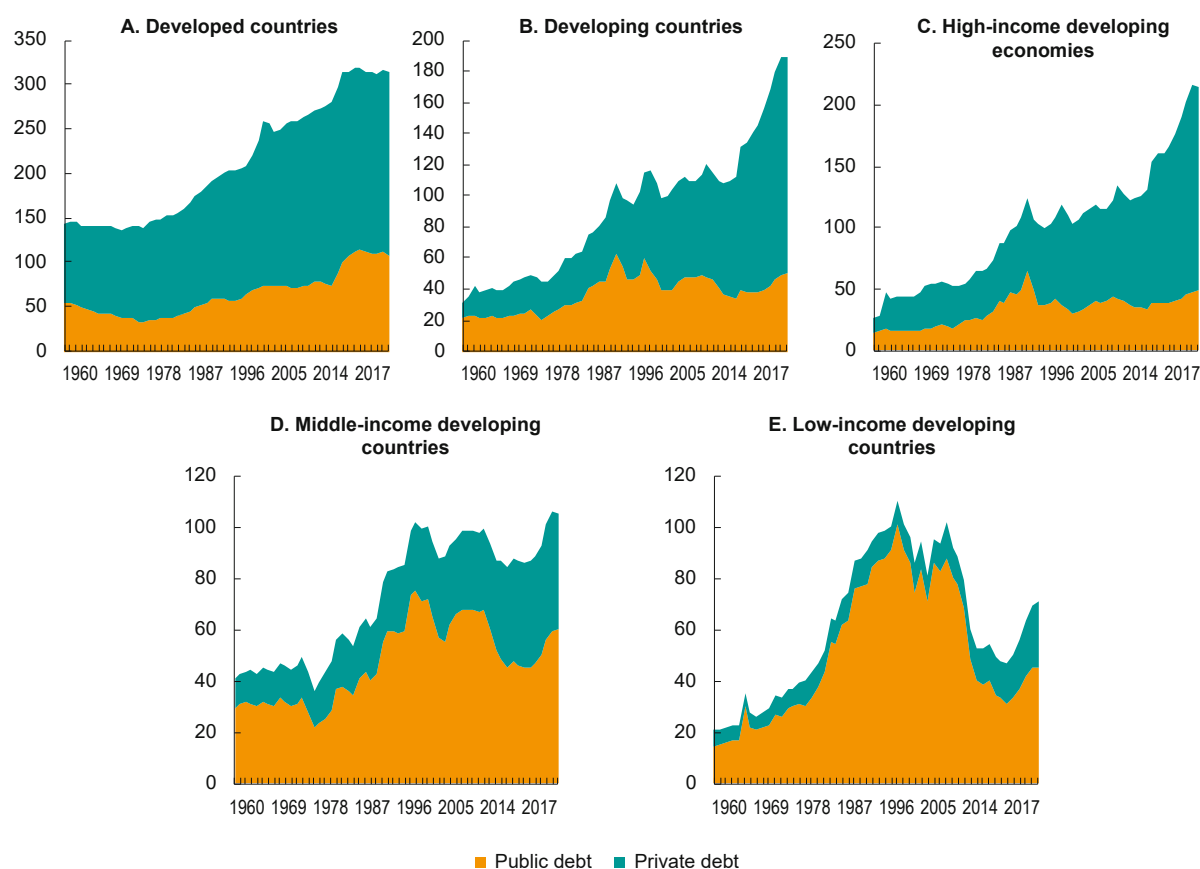 A. Developed countries
350
300
250
200
150
100
50
0
1960 1969 1978 1987 1996 2005 2014 2017
B. Developing countries
200
180
160
140
120
100
80
60
40
20
0
1960 1969 1978 1987 1996 2005 2014 2017
C. High-income developing
economies
250
200
150
100
50
0
1960 1969 1978 1987 1996 2005 2014 2017
D. Middle-income developing
countries
120
100
80
60
40
20
0
1960 1969 1978 1987 1996 2005 2014 2017
E. Low-income developing
countries
120
100
80
60
40
20
0
1960 1969 1978 1987 1996 2005 2014 2017
Public debt Private debt